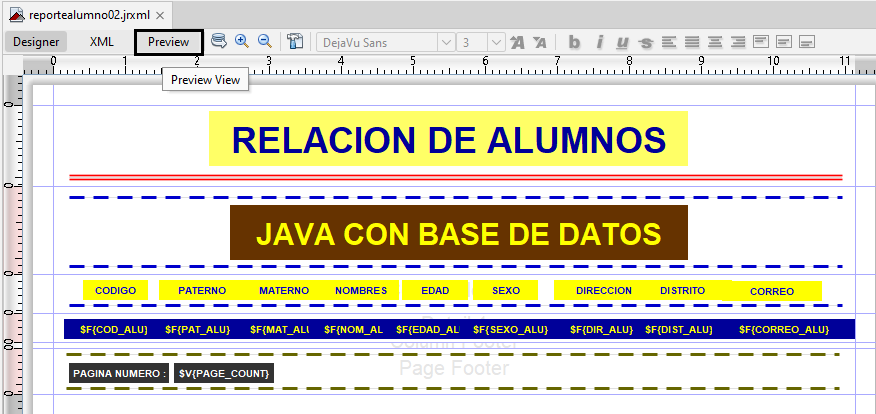 reportealumno02.jrxml
Designer XML Preview DejaVu Sans 3 A A b i u S
Preview View
0 1 2 3 4 5 6 7 8 9 10 11
RELACION DE ALUMNOS
JAVA CON BASE DE DATOS
CODIGO PATERNO MATERNO NOMBRES EDAD SEXO DIRECCION DISTRITO CORREO
$F{COD_ALU} $F{PAT_ALU} $F{MAT_ALU $F{NOM_AL $F{EDAD_AL $F{SEXO_ALU} $F{DIR_ALU} $F{DIST_ALU} $F{CORREO_ALU}
Column Footer
Page Footer
PAGINA NUMERO : $V{PAGE_COUNT}